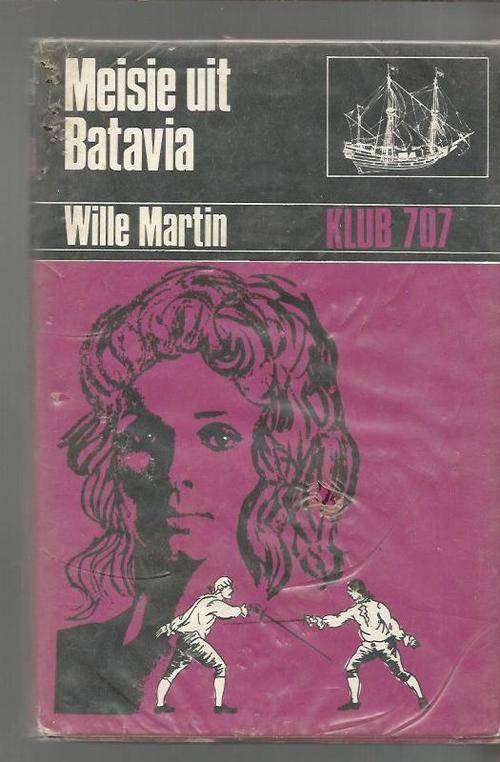 Meisie uit
Batavia
Wille Martin
KLUB 707